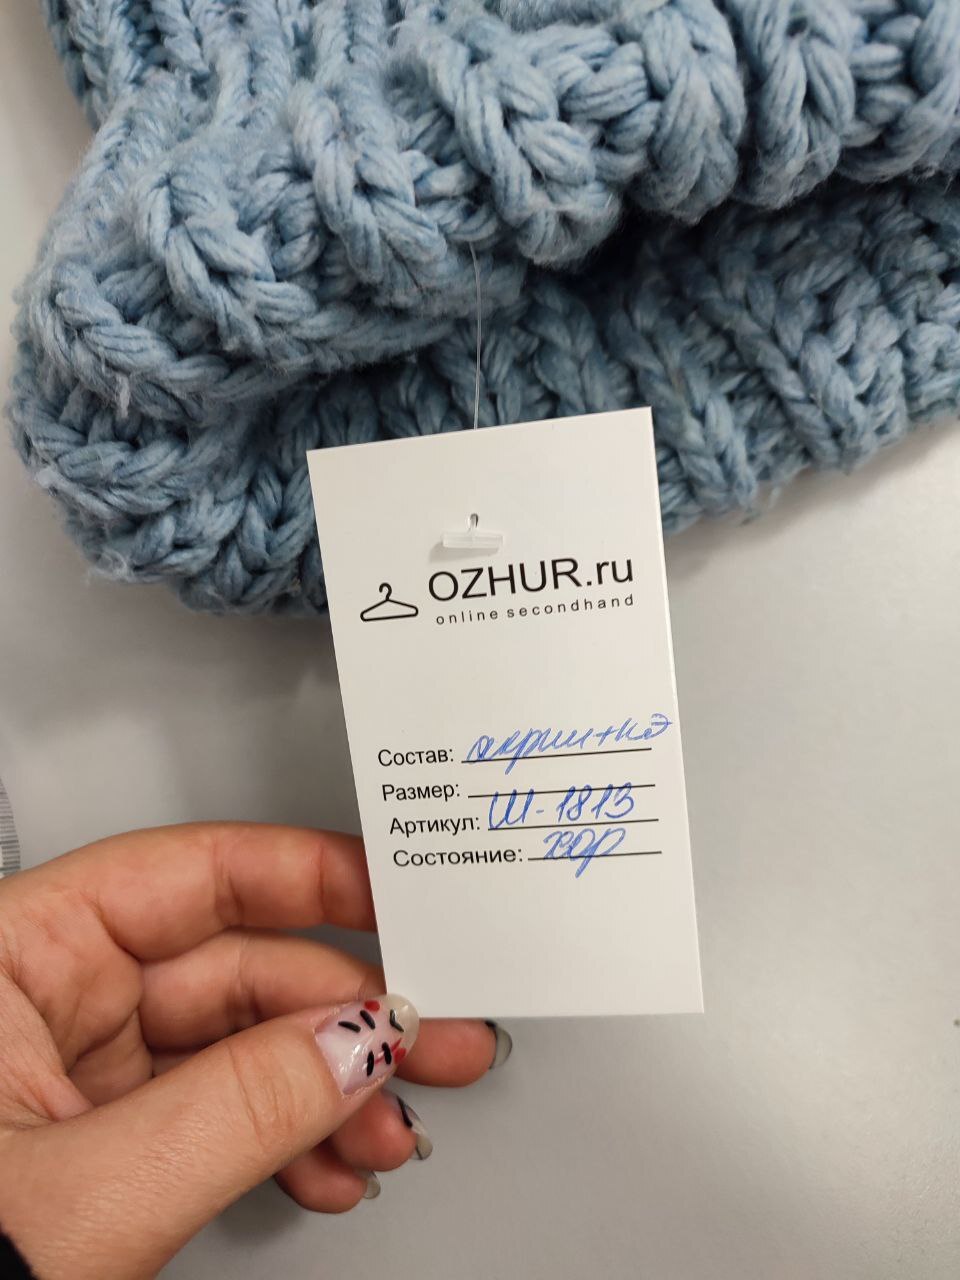 OZHUR.ru
online secondhand
Состав: акрил+пэ
Размер:
Артикул: Ш-1813
Состояние: хор